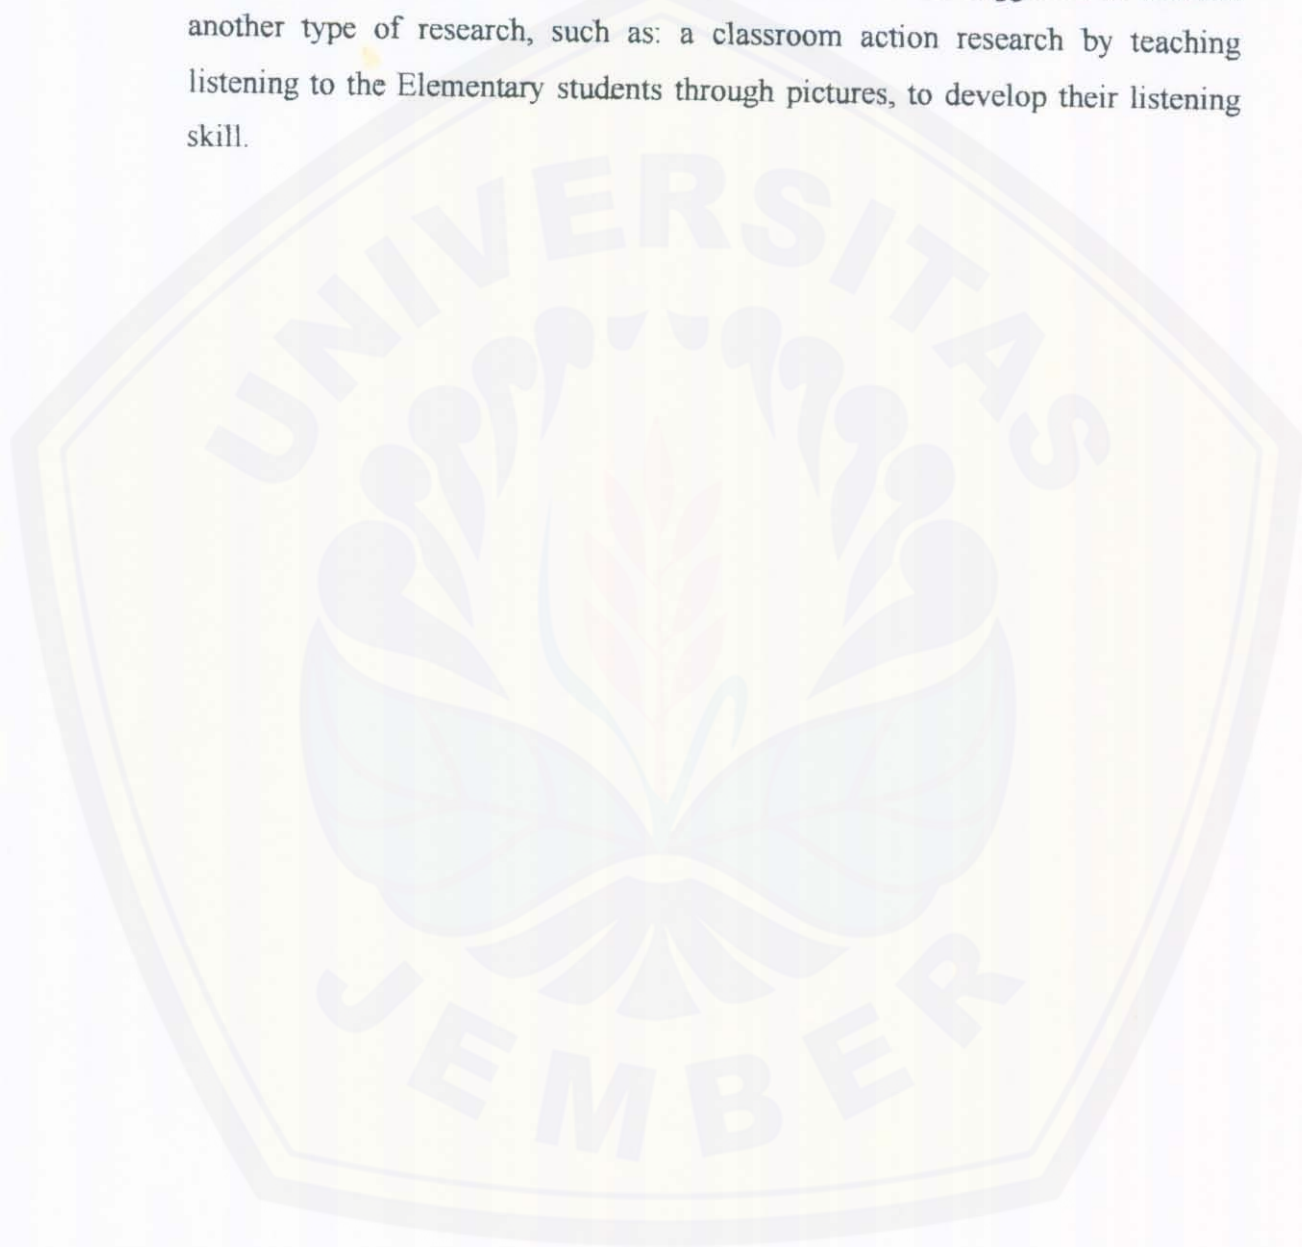 another type of research, such as: a classroom action research by teaching
listening to the Elementary students through pictures, to develop their listening
skill.
UNIVERSITAS
JEMBER